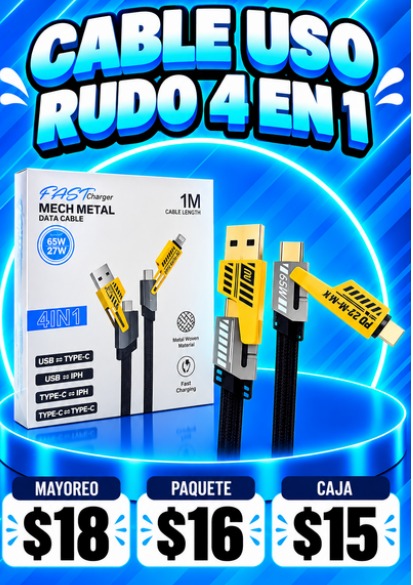 CABLE USO
RUDO 4 EN 1
FAST Charger
MECH METAL
DATA CABLE
1M
CABLE LENGTH
65W
27W
4IN1
Metal Woven
Material
Fast
Charging
USB ⇌ TYPE-C
USB ⇌ IPH
TYPE-C ⇌ IPH
TYPE-C ⇌ TYPE-C
65W
MAYOREO
$18
PAQUETE
$16
CAJA
$15